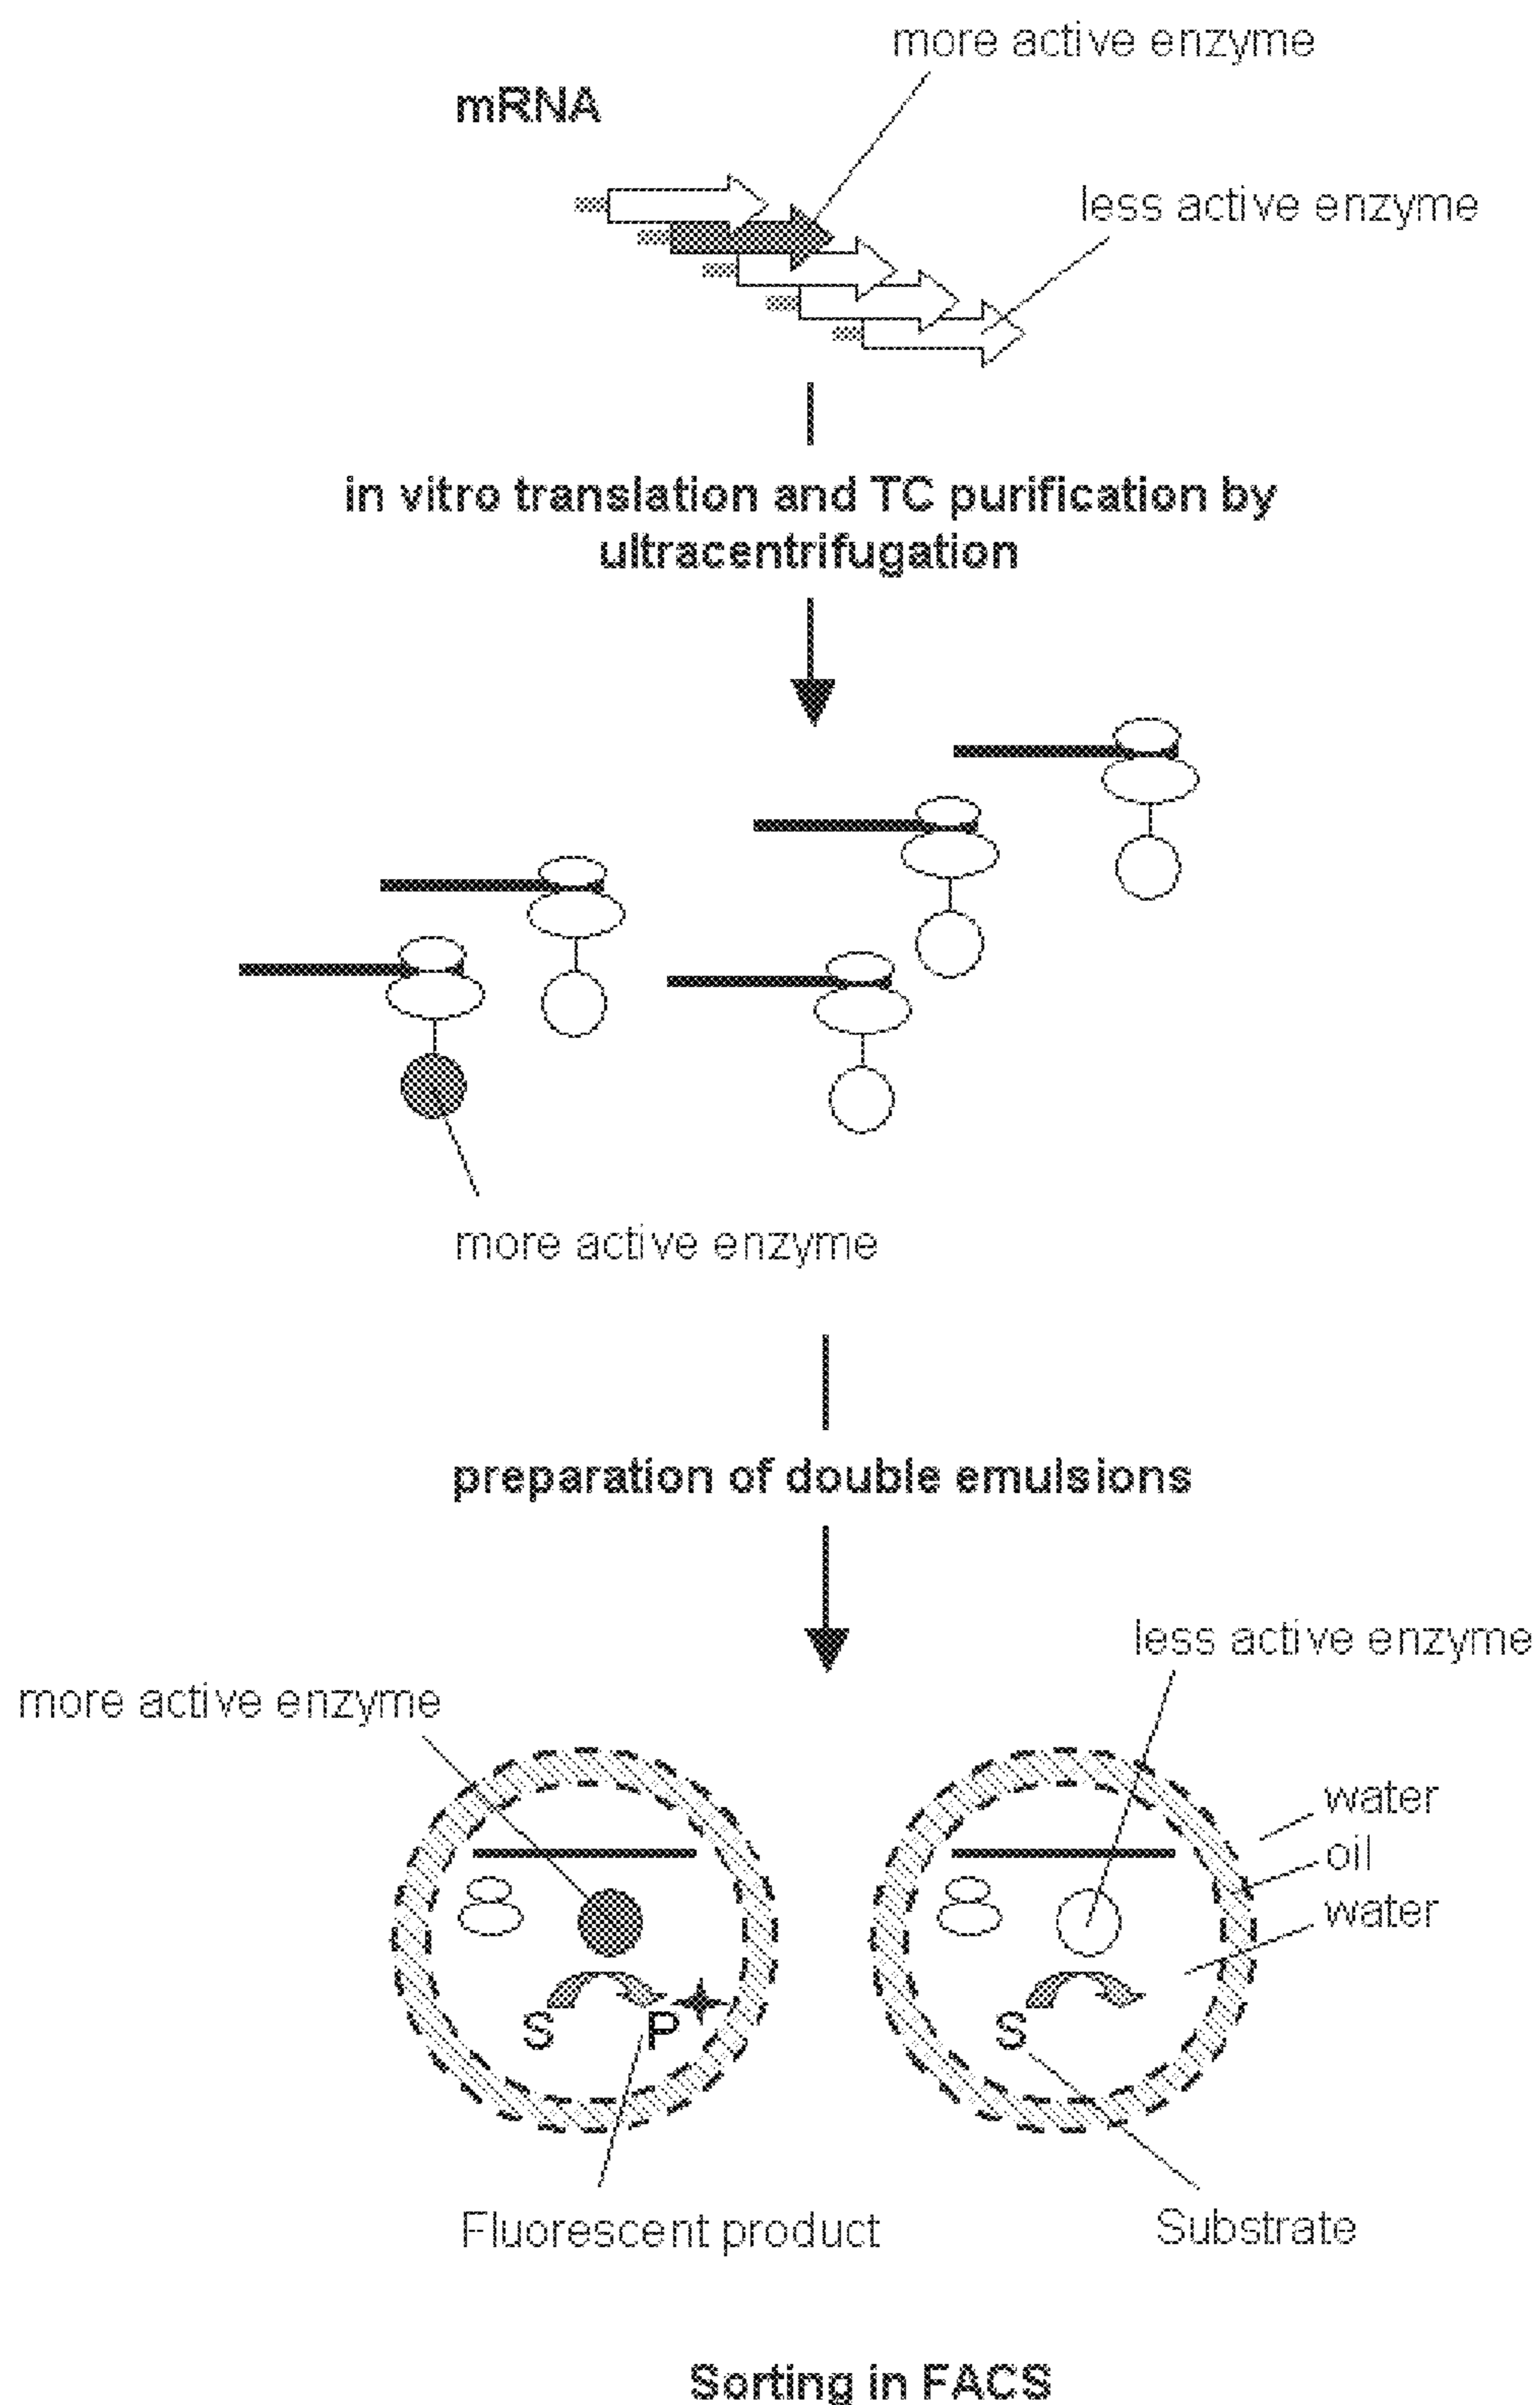 more active enzyme
mRNA
less active enzyme
in vitro translation and TC purification by
ultracentrifugation
more active enzyme
preparation of double emulsions
less active enzyme
more active enzyme
water
oil
water
S
P
S
Fluorescent product
Substrate
Sorting in FACS